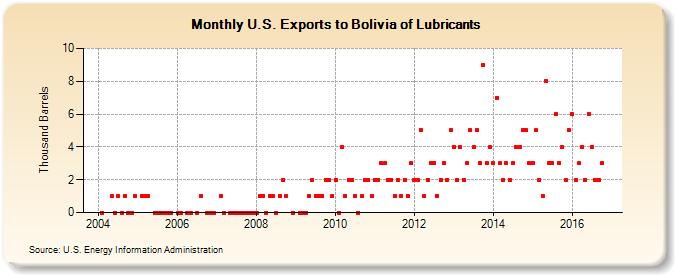 Monthly U.S. Exports to Bolivia of Lubricants
Thousand Barrels
10
8
6
4
2
0
2004 2006 2008 2010 2012 2014 2016
Source: U.S. Energy Information Administration